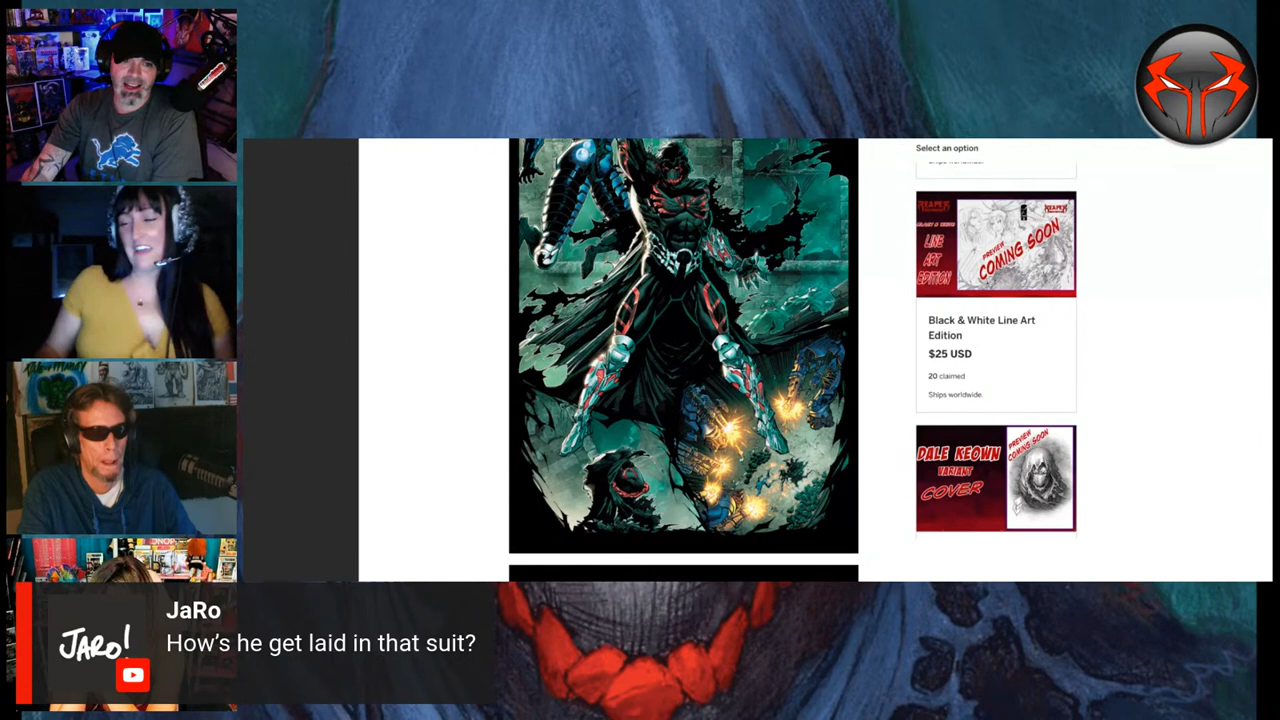 Select an option
Ships worldwide.
REAPER
REAPER
LINE
ART
EDITION
PREVIEW
COMING SOON
Black & White Line Art
Edition
$25 USD
20 claimed
Ships worldwide.
DALE KEOWN
VARIANT
COVER
PREVIEW
COMING SOON
JARO!
JaRo
How's he get laid in that suit?